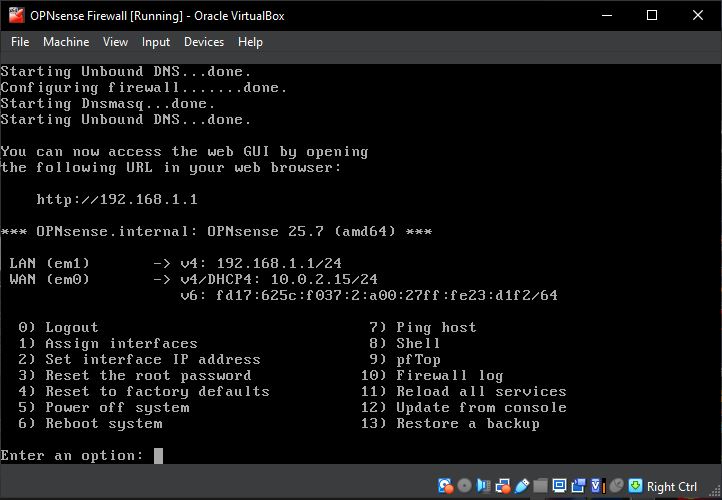 OPNsense Firewall [Running] - Oracle VirtualBox
File Machine View Input Devices Help
Starting Unbound DNS...done.
Configuring firewall.......done.
Starting Dnsmasq...done.
Starting Unbound DNS...done.
You can now access the web GUI by opening
the following URL in your web browser:
http://192.168.1.1
*** OPNsense.internal: OPNsense 25.7 (amd64) ***
LAN (em1) -> v4: 192.168.1.1/24
WAN (em0) -> v4/DHCP4: 10.0.2.15/24
v6: fd17:625c:f037:2:a00:27ff:fe23:d1f2/64
0) Logout 7) Ping host
1) Assign interfaces 8) Shell
2) Set interface IP address 9) pfTop
3) Reset the root password 10) Firewall log
4) Reset to factory defaults 11) Reload all services
5) Power off system 12) Update from console
6) Reboot system 13) Restore a backup
Enter an option:
Right Ctrl